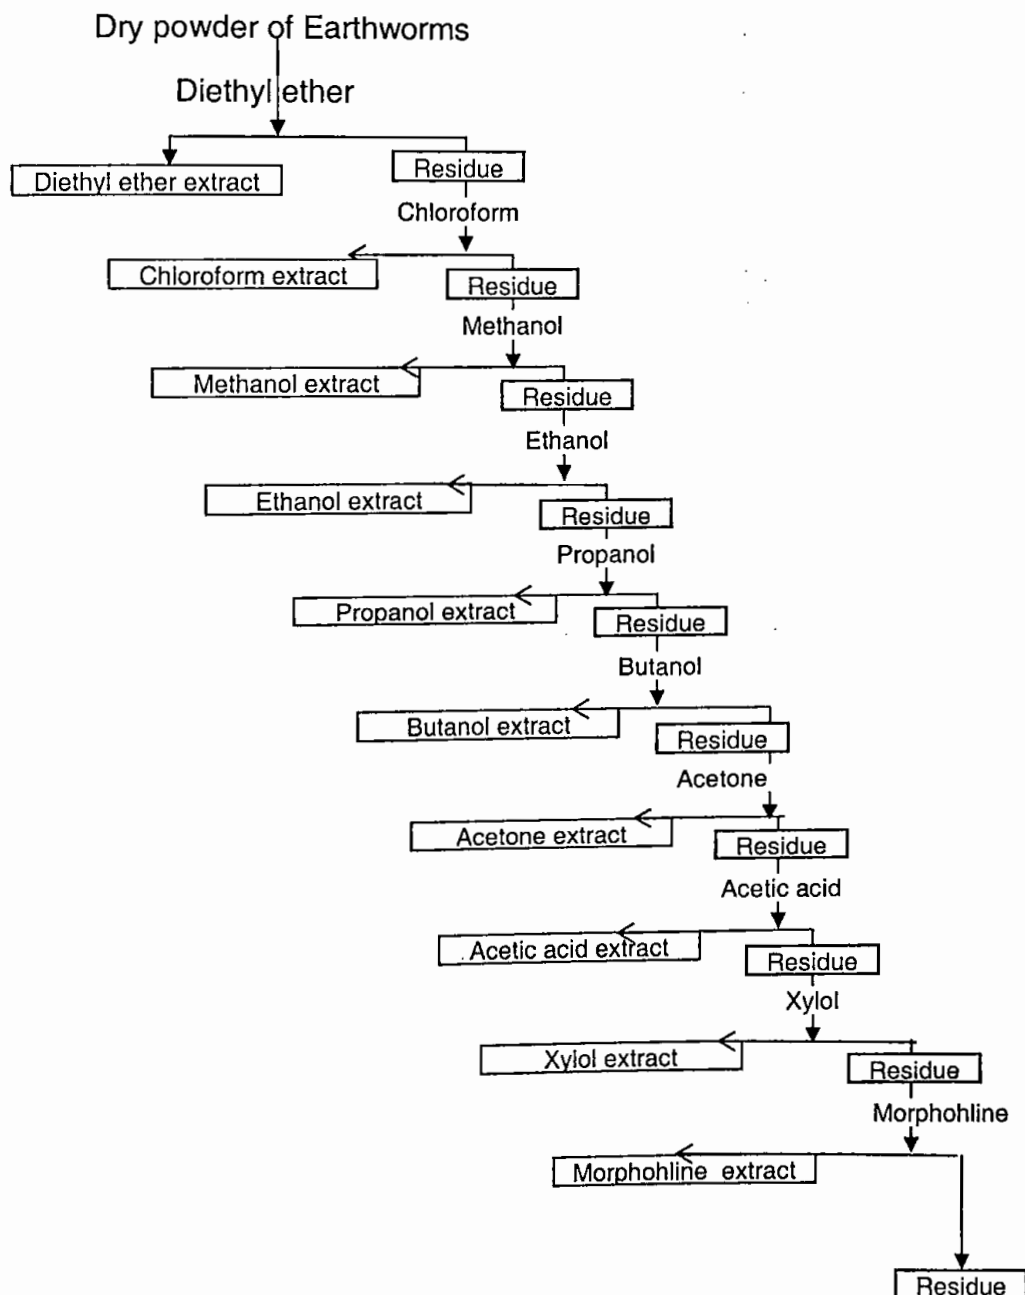 Dry powder of Earthworms
Diethyl ether
Diethyl ether extract
Residue
Chloroform
Chloroform extract
Residue
Methanol
Methanol extract
Residue
Ethanol
Ethanol extract
Residue
Propanol
Propanol extract
Residue
Butanol
Butanol extract
Residue
Acetone
Acetone extract
Residue
Acetic acid
Acetic acid extract
Residue
Xylol
Xylol extract
Residue
Morphohline
Morphohline extract
Residue